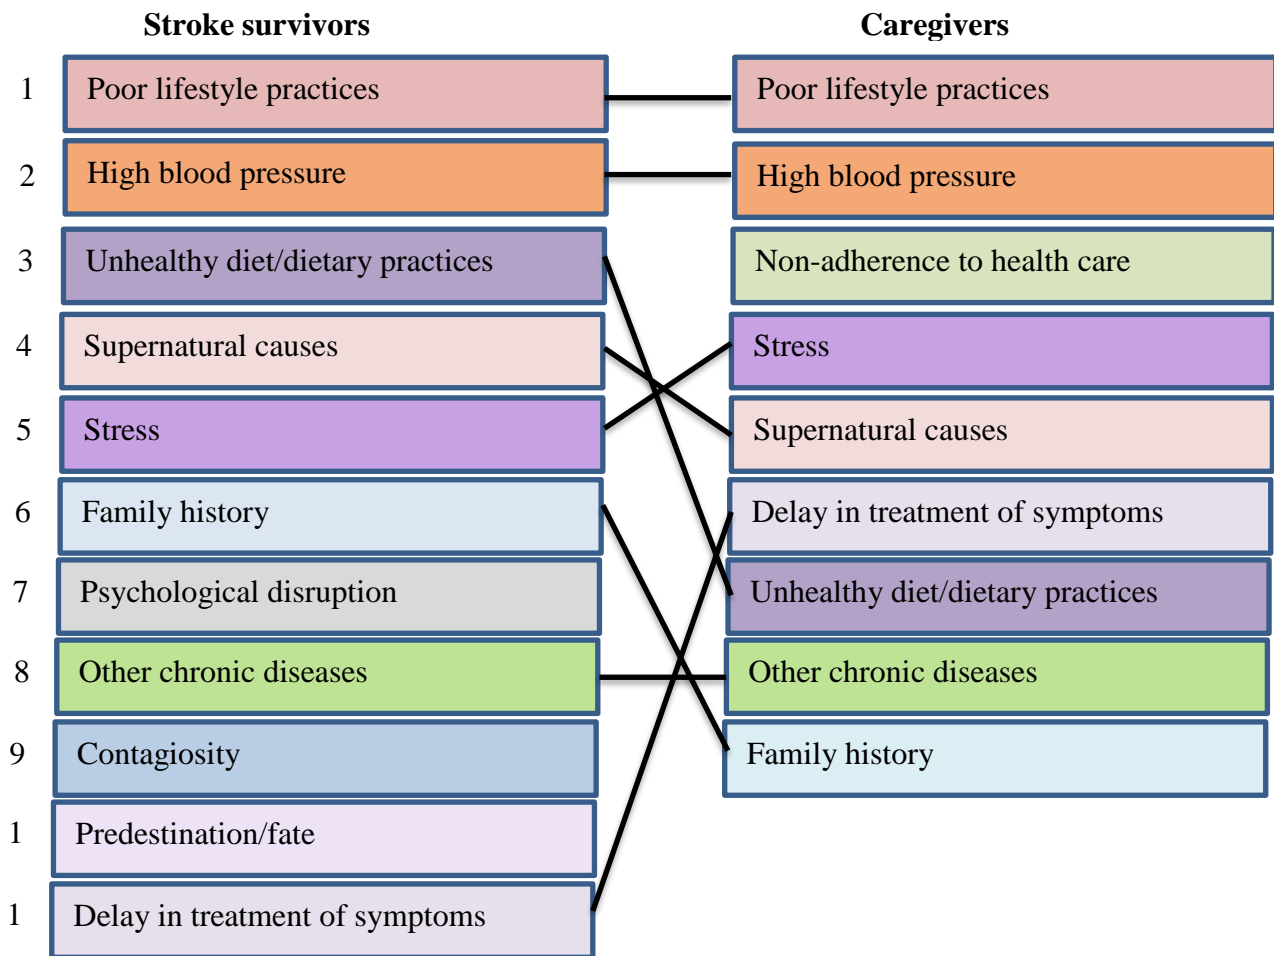 Stroke survivors Caregivers
1 Poor lifestyle practices Poor lifestyle practices
2 High blood pressure High blood pressure
3 Unhealthy diet/dietary practices Non-adherence to health care
4 Supernatural causes Stress
5 Stress Supernatural causes
6 Family history Delay in treatment of symptoms
7 Psychological disruption Unhealthy diet/dietary practices
8 Other chronic diseases Other chronic diseases
9 Contagiosity Family history
1 Predestination/fate
1 Delay in treatment of symptoms